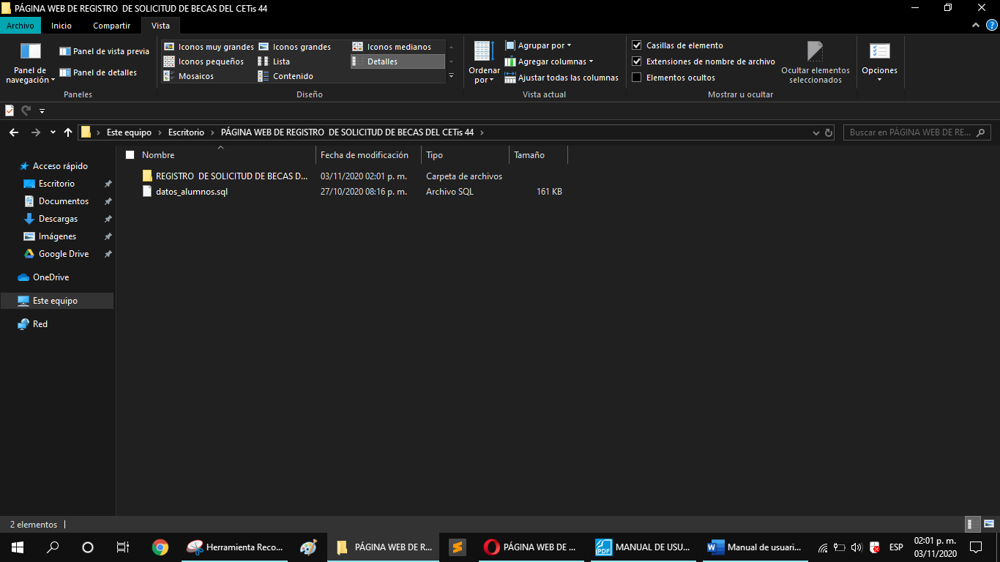 PÁGINA WEB DE REGISTRO  DE SOLICITUD DE BECAS DEL CETis 44
Archivo Inicio Compartir Vista
Panel de navegación
Panel de vista previa
Panel de detalles
Paneles
Iconos muy grandes Iconos grandes Iconos medianos
Iconos pequeños Lista Detalles
Mosaicos Contenido
Diseño
Ordenar por
Agrupar por
Agregar columnas
Ajustar todas las columnas
Vista actual
Casillas de elemento
Extensiones de nombre de archivo
Elementos ocultos
Ocultar elementos seleccionados
Mostrar u ocultar
Opciones
Este equipo Escritorio PÁGINA WEB DE REGISTRO  DE SOLICITUD DE BECAS DEL CETis 44
Buscar en PÁGINA WEB DE RE...
Nombre Fecha de modificación Tipo Tamaño
REGISTRO  DE SOLICITUD DE BECAS D... 03/11/2020 02:01 p. m. Carpeta de archivos
datos_alumnos.sql 27/10/2020 08:16 p. m. Archivo SQL 161 KB
Acceso rápido
Escritorio
Documentos
Descargas
Imágenes
Google Drive
OneDrive
Este equipo
Red
2 elementos
Herramienta Reco... PÁGINA WEB DE R... PÁGINA WEB DE ... PDF MANUAL DE USU... Manual de usuari... ESP
02:01 p. m.
03/11/2020